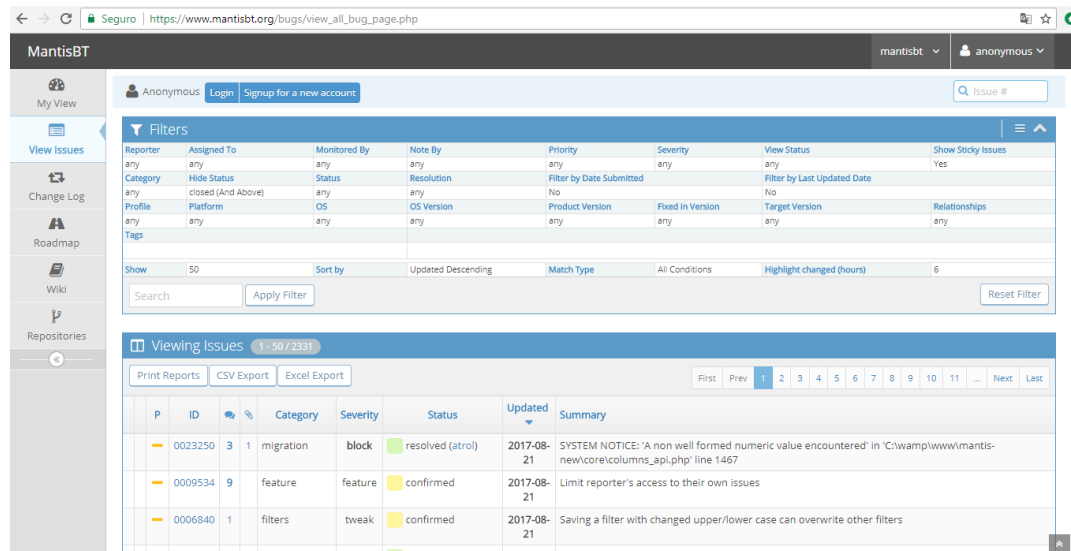 Seguro | https://www.mantisbt.org/bugs/view_all_bug_page.php
MantisBT mantisbt anonymous
My View
View Issues
Change Log
Roadmap
Wiki
Repositories
Anonymous Login Signup for a new account Issue #
Filters
Reporter Assigned To Monitored By Note By Priority Severity View Status Show Sticky Issues
any any any any any any any Yes
Category Hide Status Status Resolution Filter by Date Submitted Filter by Last Updated Date
any closed (And Above) any any No No
Profile Platform OS OS Version Product Version Fixed in Version Target Version Relationships
any any any any any any any any
Tags
Show 50 Sort by Updated Descending Match Type All Conditions Highlight changed (hours) 6
Search Apply Filter Reset Filter
Viewing Issues 1 - 50 / 2331
Print Reports CSV Export Excel Export First Prev 1 2 3 4 5 6 7 8 9 10 11 ... Next Last
P ID Category Severity Status Updated Summary
0023250 3 1 migration block resolved (atrol) 2017-08-21 SYSTEM NOTICE: 'A non well formed numeric value encountered' in 'C:\wamp\www\mantis-
new\core\columns_api.php' line 1467
0009534 9 feature feature confirmed 2017-08-21 Limit reporter's access to their own issues
0006840 1 filters tweak confirmed 2017-08-21 Saving a filter with changed upper/lower case can overwrite other filters